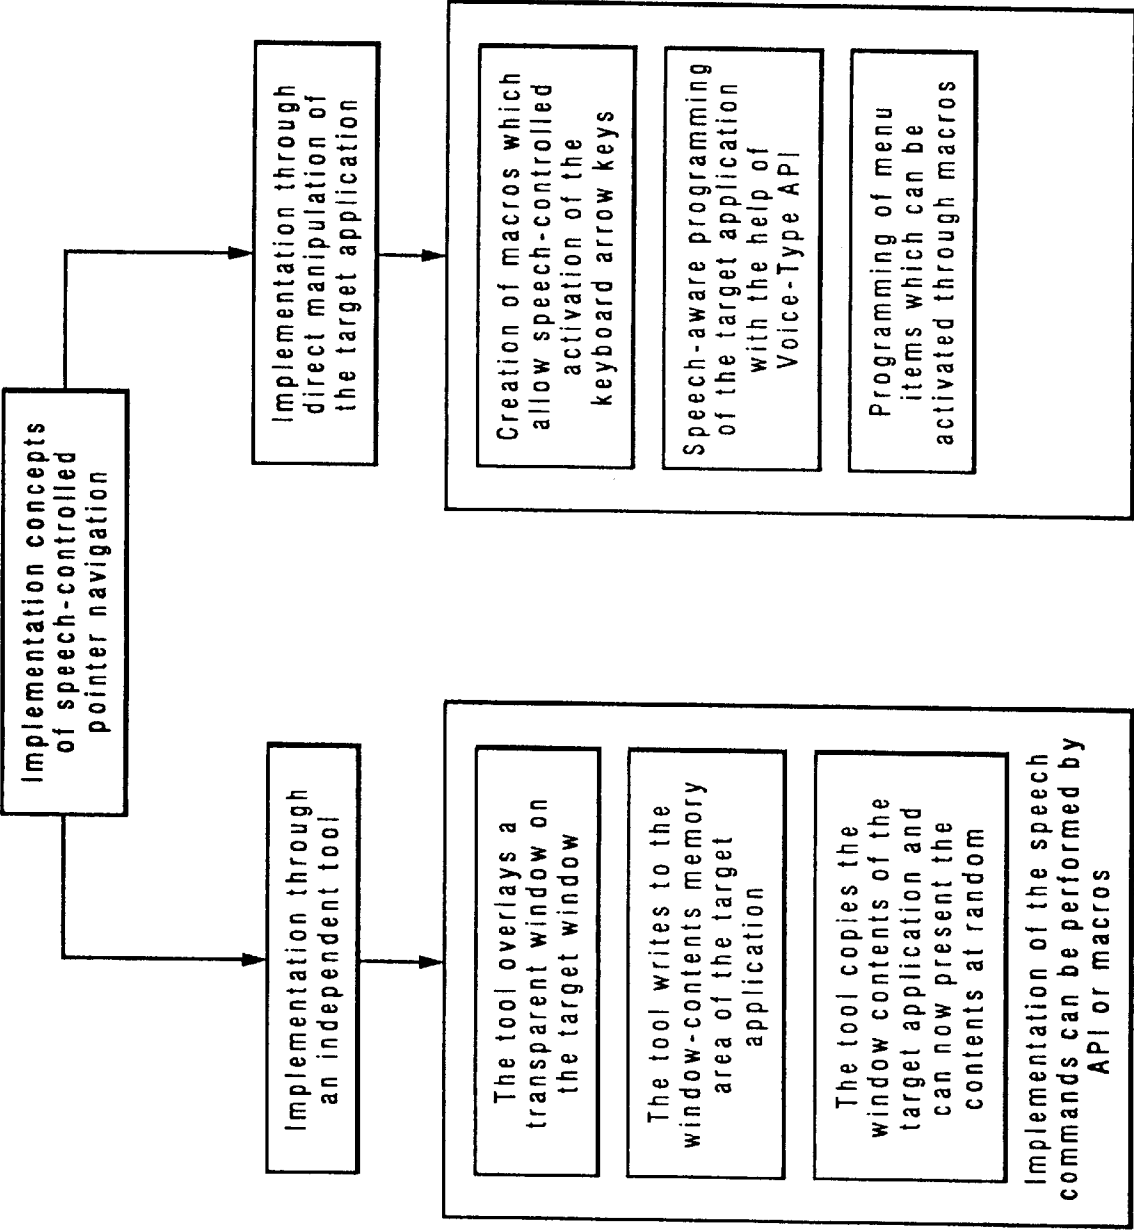 Implementation concepts
of speech-controlled
pointer navigation
Implementation through
an independent tool
The tool overlays a
transparent window on
the target window
The tool writes to the
window-contents memory
area of the target
application
The tool copies the
window contents of the
target application and
can now present the
contents at random
Implementation of the speech
commands can be performed by
API or macros
Implementation through
direct manipulation of
the target application
Creation of macros which
allow speech-controlled
activation of the
keyboard arrow keys
Speech-aware programming
of the target application
with the help of
Voice-Type API
Programming of menu
items which can be
activated through macros